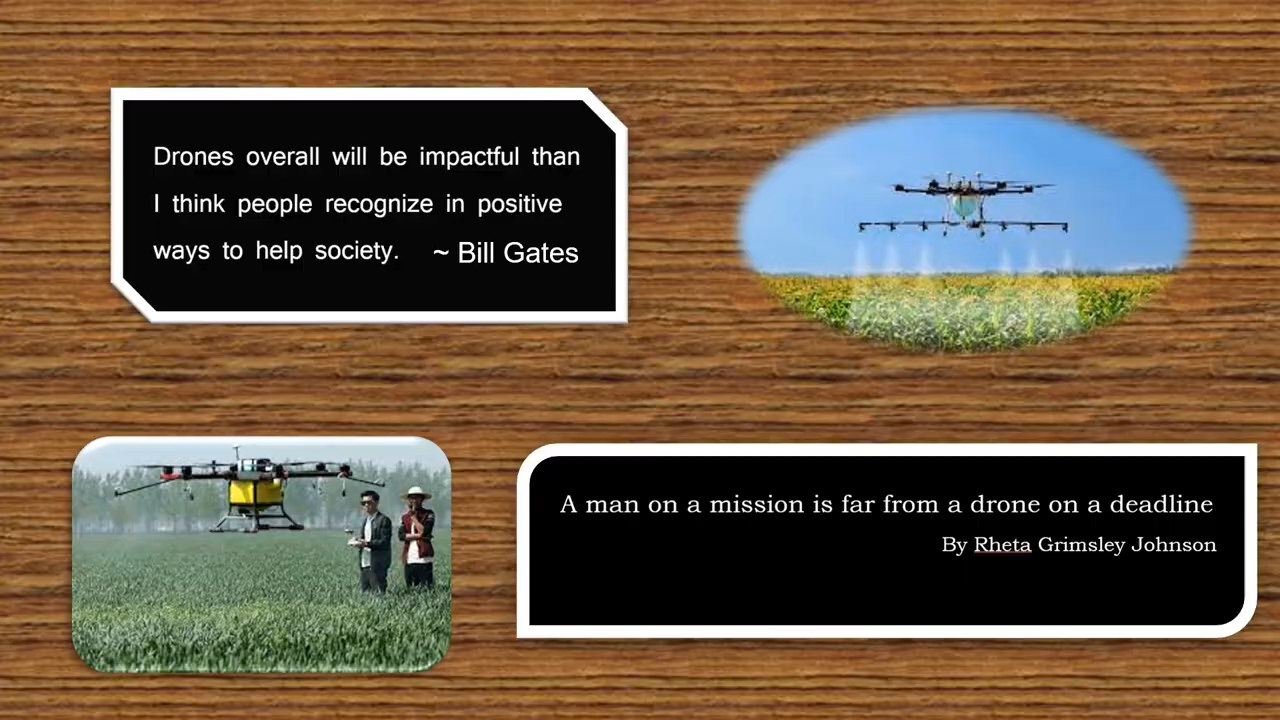 Drones overall will be impactful than
I think people recognize in positive
ways to help society. ~ Bill Gates
A man on a mission is far from a drone on a deadline
By Rheta Grimsley Johnson